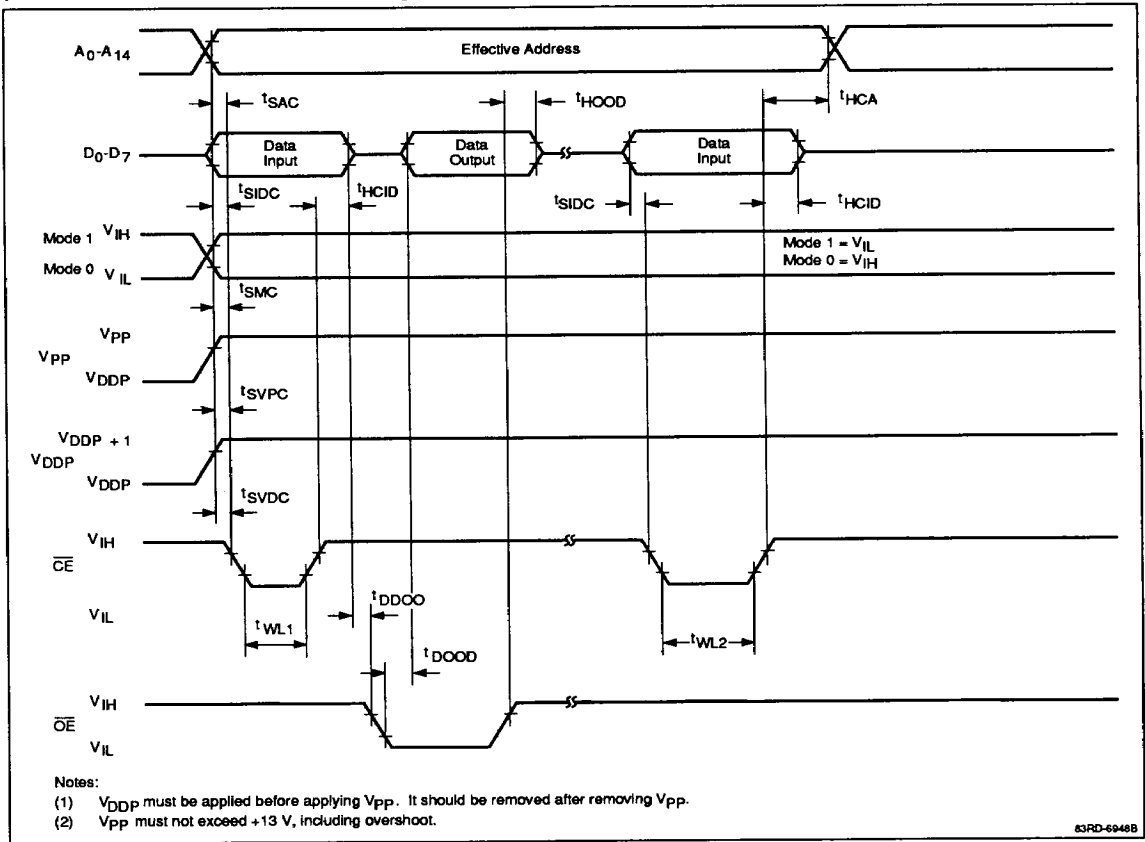 A0-A14
Effective Address
tSAC
tHOOD
tHCA
D0-D7
Data Input
Data Output
Data Input
tSIDC
tHCID
tSIDC
tHCID
Mode 1 VIH
Mode 0 VIL
Mode 1 = VIL
Mode 0 = VIH
tSMC
VPP
VPP
VDDP
tSVPC
VDDP + 1
VDDP
VDDP
tSVDC
VIH
CE
VIL
tWL1
tDDOO
tDOOD
tWL2
VIH
OE
VIL
Notes:
(1) VDDP must be applied before applying VPP. It should be removed after removing VPP.
(2) VPP must not exceed +13 V, including overshoot.
83RD-6948B